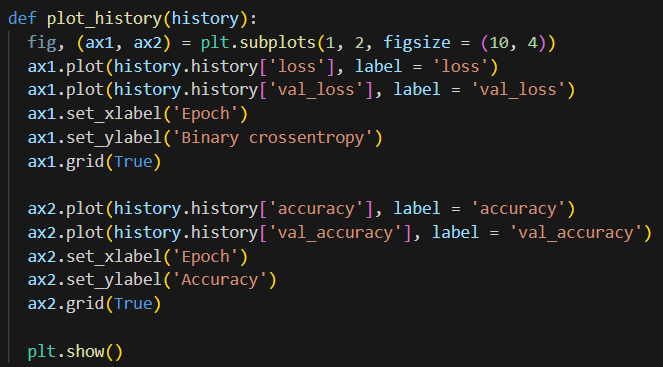 def plot_history(history):
  fig, (ax1, ax2) = plt.subplots(1, 2, figsize = (10, 4))
  ax1.plot(history.history['loss'], label = 'loss')
  ax1.plot(history.history['val_loss'], label = 'val_loss')
  ax1.set_xlabel('Epoch')
  ax1.set_ylabel('Binary crossentropy')
  ax1.grid(True)

  ax2.plot(history.history['accuracy'], label = 'accuracy')
  ax2.plot(history.history['val_accuracy'], label = 'val_accuracy')
  ax2.set_xlabel('Epoch')
  ax2.set_ylabel('Accuracy')
  ax2.grid(True)

  plt.show()